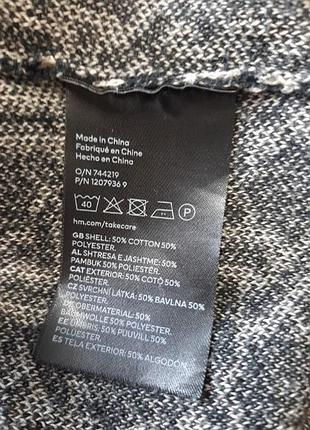 Made in China
Fabriqué en Chine
Hecho en China
O/N 744219
P/N 1207936 9
40 P
hm.com/takecare
GB SHELL: 50% COTTON 50%
POLYESTER.
AL SHTRESA E JASHTME: 50%
PAMBUK 50% POLIESTËR.
CAT EXTERIOR: 50% COTÓ 50%
POLIÈSTER.
CZ SVRCHNÍ LÁTKA: BAVLNA 50%
POLYESTER 50%.
DE OBERMATERIAL: 50%
BAUMWOLLE 50% POLYESTER.
EE ÜMBRIS: 50% PUUVILL 50%
POLÜESTER.
ES TELA EXTERIOR: 50% ALGODÓN,